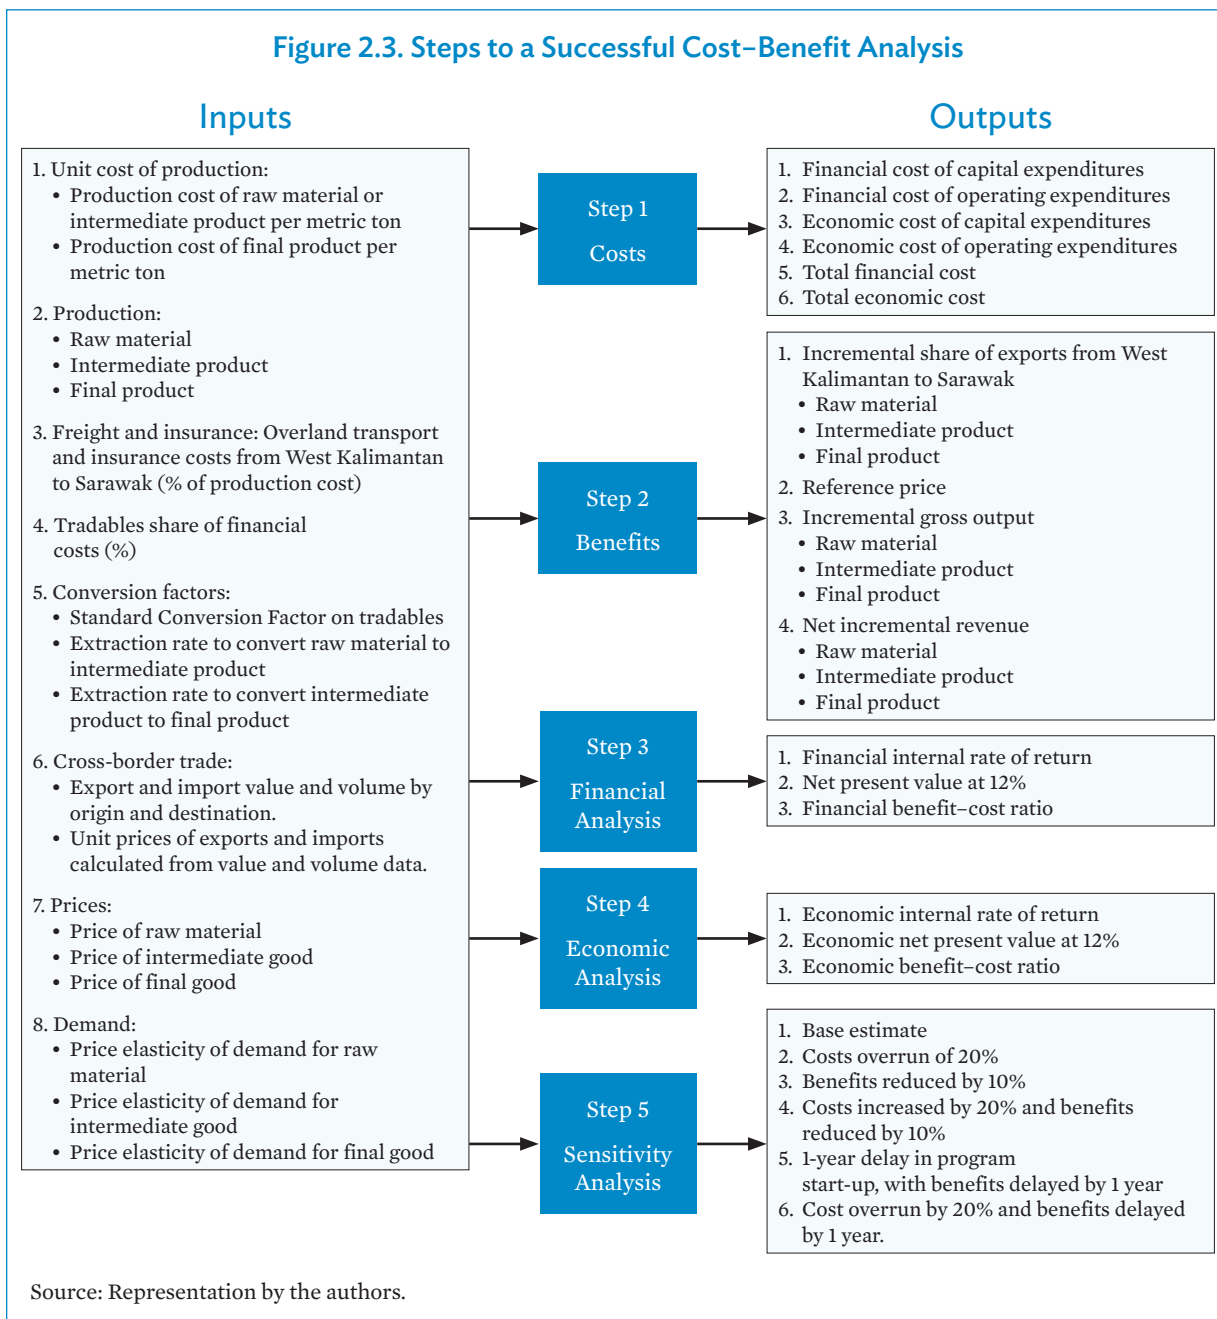 Figure 2.3. Steps to a Successful Cost–Benefit Analysis
Inputs
1. Unit cost of production:
• Production cost of raw material or
intermediate product per metric ton
• Production cost of final product per
metric ton
2. Production:
• Raw material
• Intermediate product
• Final product
3. Freight and insurance: Overland transport
and insurance costs from West Kalimantan
to Sarawak (% of production cost)
4. Tradables share of financial
costs (%)
5. Conversion factors:
• Standard Conversion Factor on tradables
• Extraction rate to convert raw material to
intermediate product
• Extraction rate to convert intermediate
product to final product
6. Cross-border trade:
• Export and import value and volume by
origin and destination.
• Unit prices of exports and imports
calculated from value and volume data.
7. Prices:
• Price of raw material
• Price of intermediate good
• Price of final good
8. Demand:
• Price elasticity of demand for raw
material
• Price elasticity of demand for
intermediate good
• Price elasticity of demand for final good
Step 1
Costs
Step 2
Benefits
Step 3
Financial
Analysis
Step 4
Economic
Analysis
Step 5
Sensitivity
Analysis
Outputs
1. Financial cost of capital expenditures
2. Financial cost of operating expenditures
3. Economic cost of capital expenditures
4. Economic cost of operating expenditures
5. Total financial cost
6. Total economic cost
1. Incremental share of exports from West
Kalimantan to Sarawak
• Raw material
• Intermediate product
• Final product
2. Reference price
3. Incremental gross output
• Raw material
• Intermediate product
• Final product
4. Net incremental revenue
• Raw material
• Intermediate product
• Final product
1. Financial internal rate of return
2. Net present value at 12%
3. Financial benefit–cost ratio
1. Economic internal rate of return
2. Economic net present value at 12%
3. Economic benefit–cost ratio
1. Base estimate
2. Costs overrun of 20%
3. Benefits reduced by 10%
4. Costs increased by 20% and benefits
reduced by 10%
5. 1-year delay in program
start-up, with benefits delayed by 1 year
6. Cost overrun by 20% and benefits delayed
by 1 year.
Source: Representation by the authors.